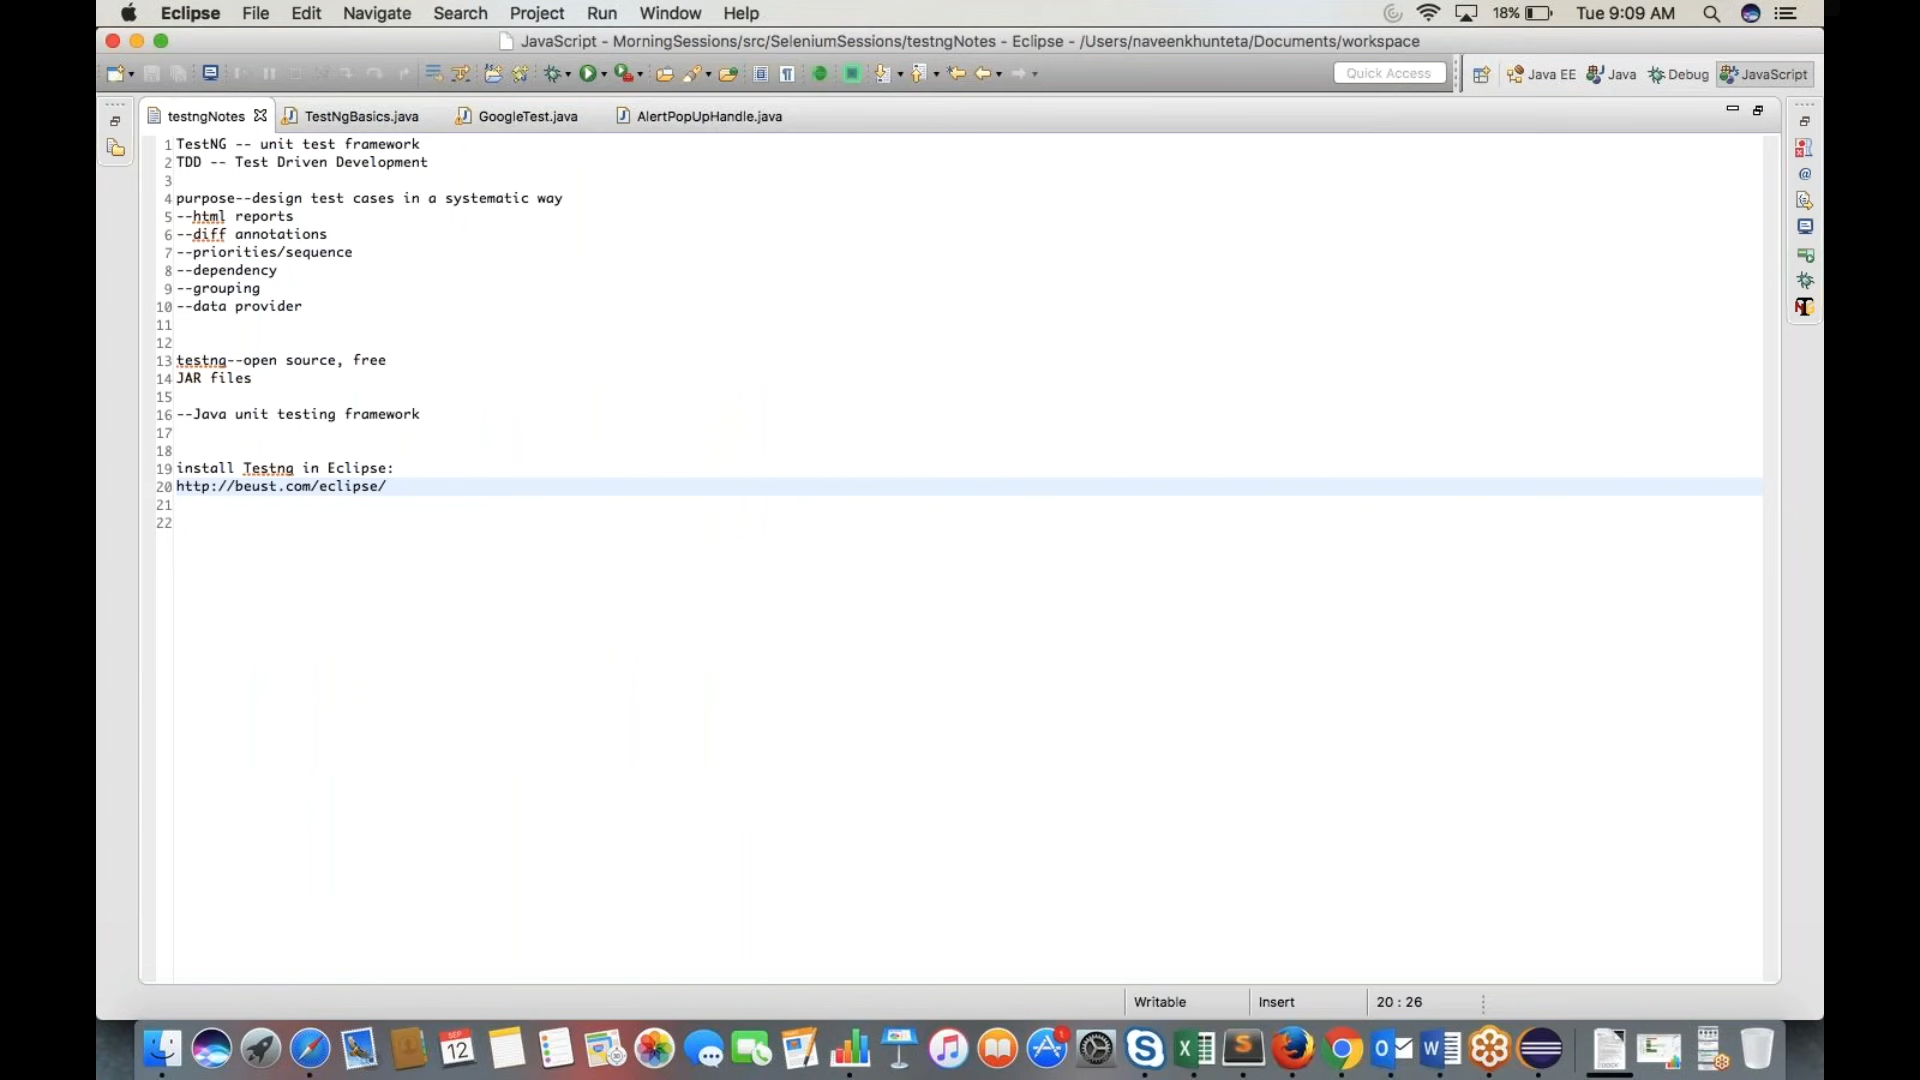 Eclipse File Edit Navigate Search Project Run Window Help 18% Tue 9:09 AM
JavaScript - MorningSessions/src/SeleniumSessions/testngNotes - Eclipse - /Users/naveenkhunteta/Documents/workspace
Quick Access Java EE Java Debug JavaScript
testngNotes TestNgBasics.java GoogleTest.java AlertPopUpHandle.java
1 TestNG -- unit test framework
2 TDD -- Test Driven Development
3
4 purpose--design test cases in a systematic way
5 --html reports
6 --diff annotations
7 --priorities/sequence
8 --dependency
9 --grouping
10 --data provider
11
12
13 testng--open source, free
14 JAR files
15
16 --Java unit testing framework
17
18
19 install Testng in Eclipse:
20 http://beust.com/eclipse/
21
22
Writable Insert 20 : 26
SEP
12
1